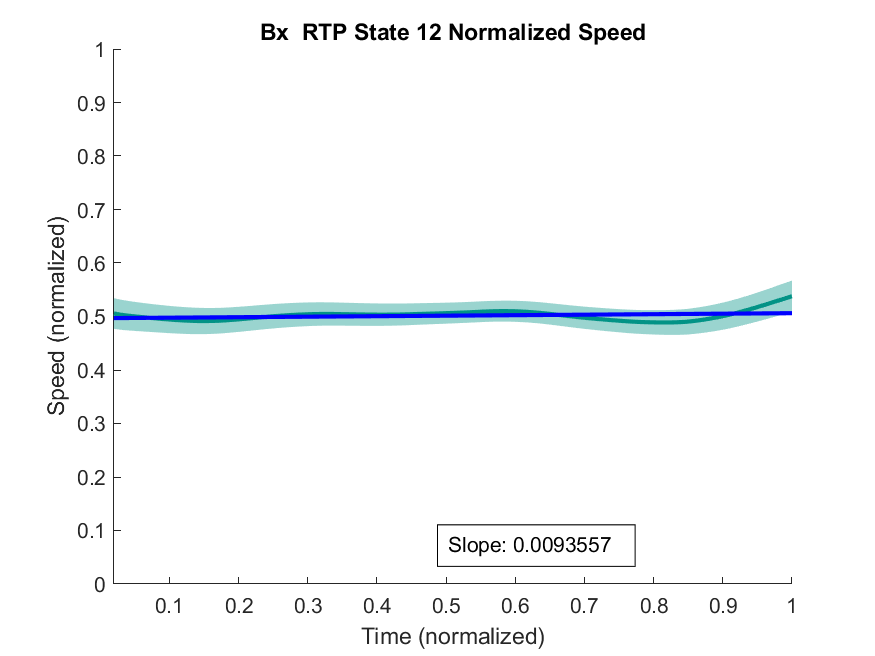 Bx  RTP State 12 Normalized Speed
1
0.9
0.8
0.7
0.6
0.5
0.4
0.3
0.2
0.1
0
Speed (normalized)
Slope: 0.0093557
0.1 0.2 0.3 0.4 0.5 0.6 0.7 0.8 0.9 1
Time (normalized)